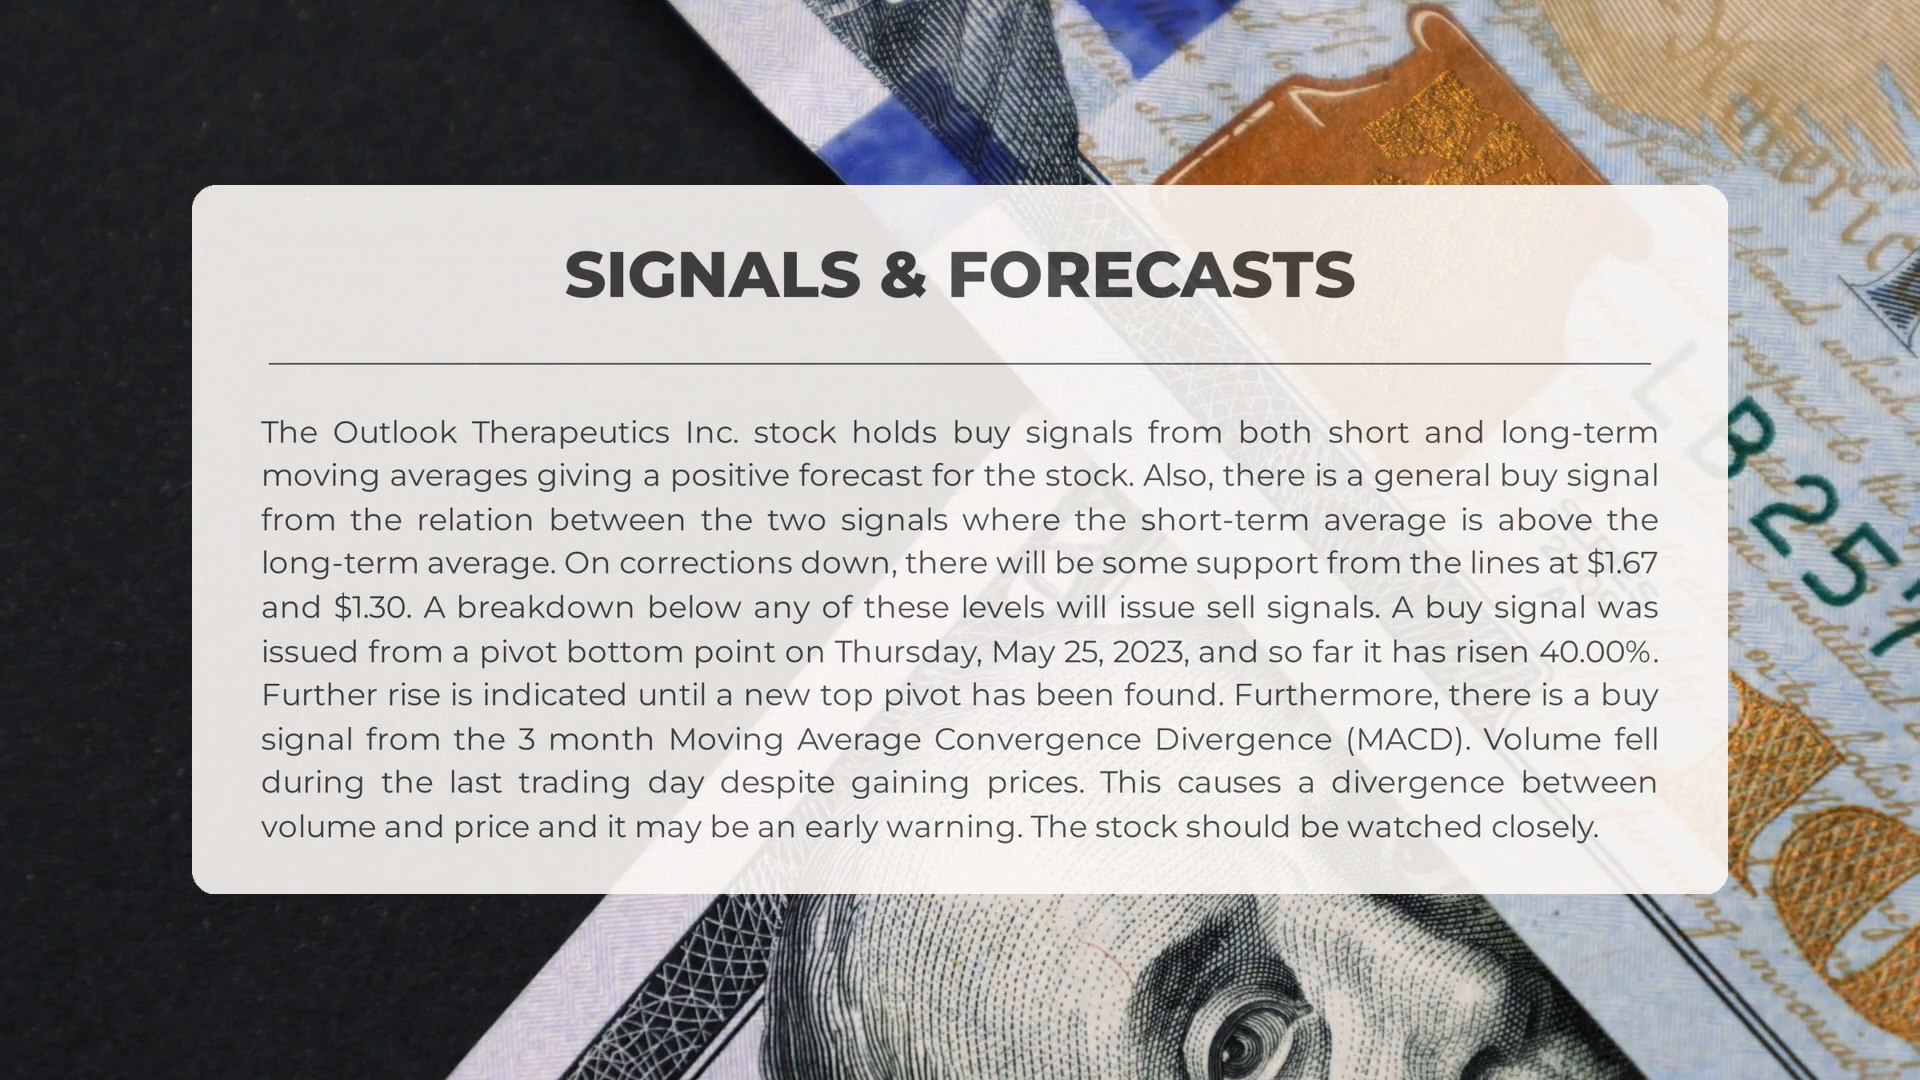 SIGNALS & FORECASTS
The Outlook Therapeutics Inc. stock holds buy signals from both short and long-term
moving averages giving a positive forecast for the stock. Also, there is a general buy signal
from the relation between the two signals where the short-term average is above the
long-term average. On corrections down, there will be some support from the lines at $1.67
and $1.30. A breakdown below any of these levels will issue sell signals. A buy signal was
issued from a pivot bottom point on Thursday, May 25, 2023, and so far it has risen 40.00%.
Further rise is indicated until a new top pivot has been found. Furthermore, there is a buy
signal from the 3 month Moving Average Convergence Divergence (MACD). Volume fell
during the last trading day despite gaining prices. This causes a divergence between
volume and price and it may be an early warning. The stock should be watched closely.
LB25